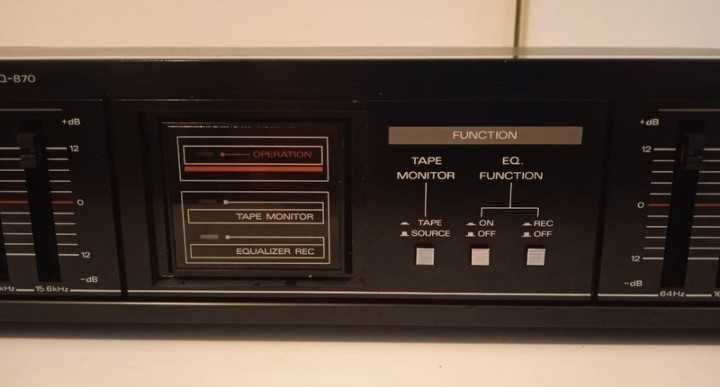 Q-870
+dB
12
0
12
-dB
kHz 15.6kHz
OPERATION
TAPE MONITOR
EQUALIZER REC
FUNCTION
TAPE
MONITOR
EQ.
FUNCTION
TAPE
SOURCE
ON
OFF
REC
OFF
+dB
12
0
12
-dB
64Hz